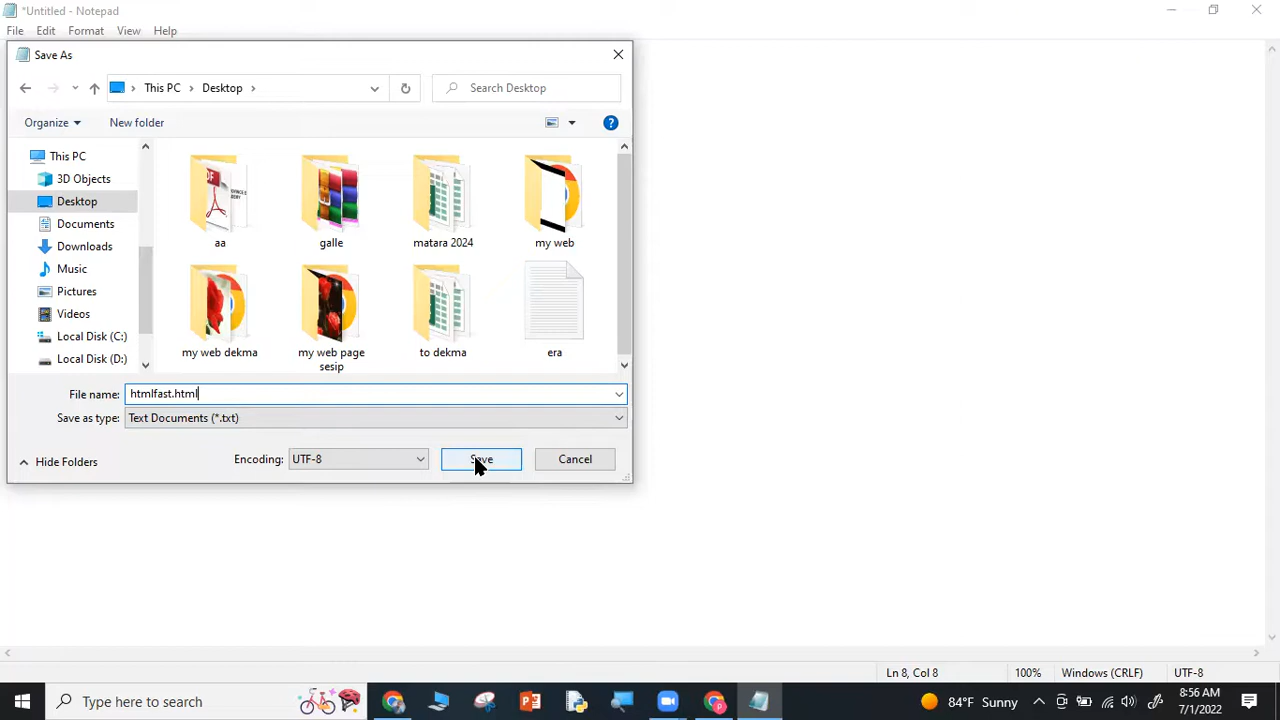 *Untitled - Notepad
File Edit Format View Help
Save As
This PC Desktop
Search Desktop
Organize New folder
This PC
3D Objects
Desktop
Documents
Downloads
Music
Pictures
Videos
Local Disk (C:)
Local Disk (D:)
aa galle matara 2024 my web
my web dekma my web page sesip to dekma era
File name: htmlfast.html
Save as type: Text Documents (*.txt)
Hide Folders Encoding: UTF-8 Save Cancel
Ln 8, Col 8 100% Windows (CRLF) UTF-8
Type here to search
84°F Sunny
8:56 AM
7/1/2022